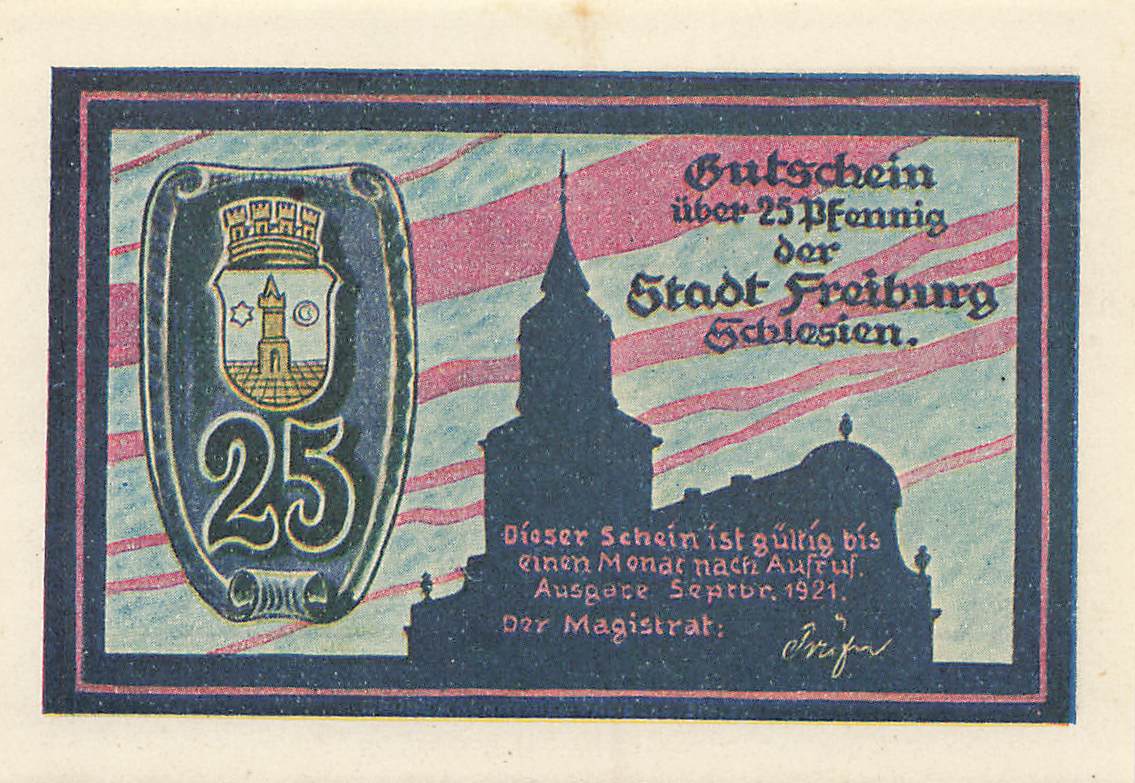 Gutschein
über 25 Pfennig
der
Stadt Freiburg
Schlesien.
25
Dieser Schein ist gültig bis
einen Monat nach Aufruf.
Ausgabe Septbr. 1921.
Der Magistrat: